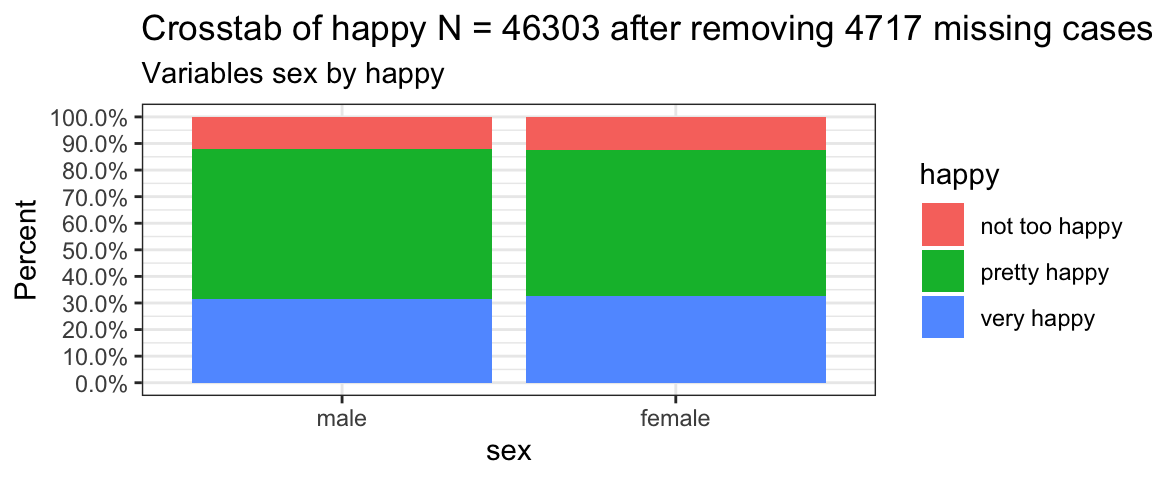 Crosstab of happy N = 46303 after removing 4717 missing cases
Variables sex by happy
100.0%
90.0%
80.0%
70.0%
60.0%
50.0%
40.0%
30.0%
20.0%
10.0%
0.0%
Percent
male
female
sex
happy
not too happy
pretty happy
very happy